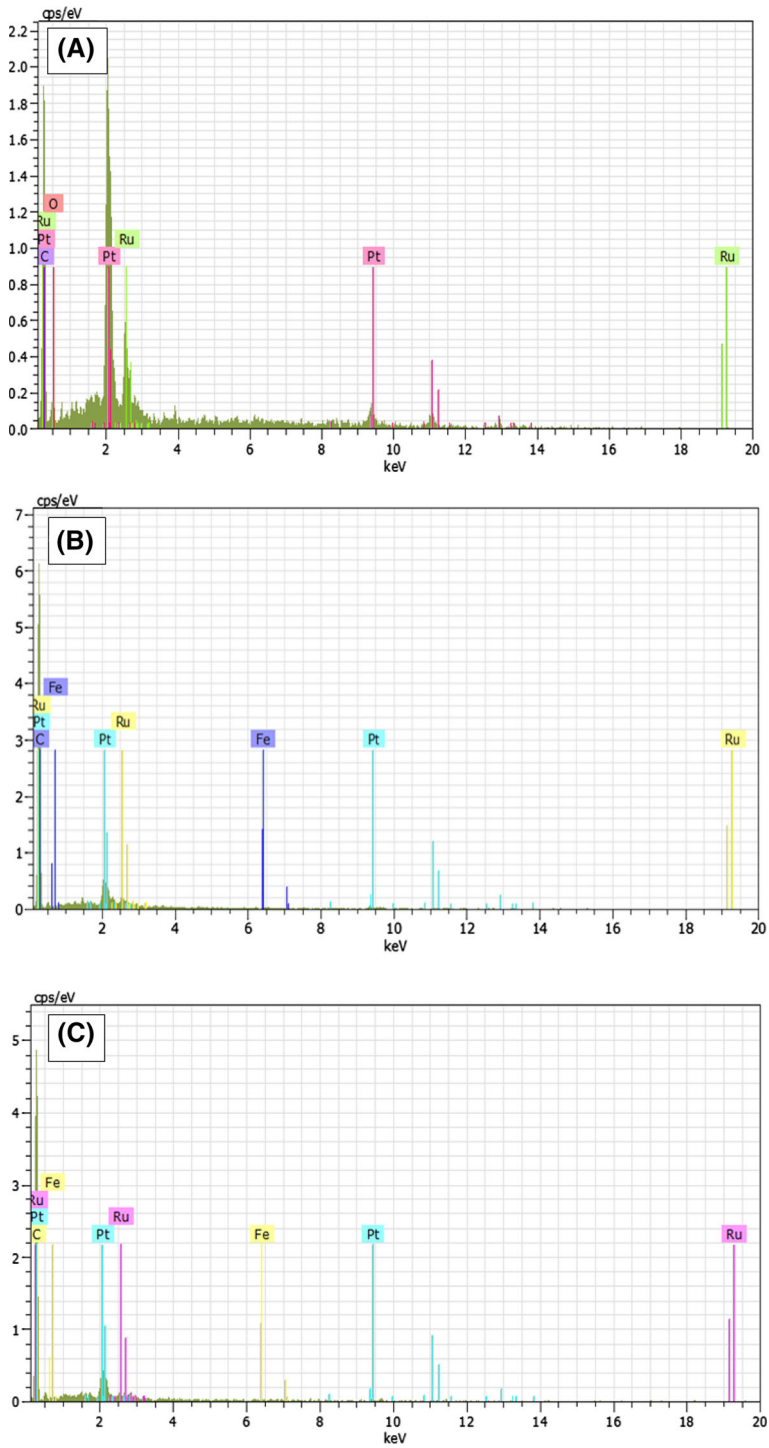 cps/eV
(A)
2.2
2.0
1.8
1.6
1.4
1.2
1.0
0.8
0.6
0.4
0.2
0.0
O
Ru
Pt
C
Pt
Ru
Pt
Ru
2 4 6 8 10 12 14 16 18 20
keV
cps/eV
(B)
7
6
5
4
3
2
1
0
Fe
Ru
Pt
C
Pt
Ru
Fe
Pt
Ru
2 4 6 8 10 12 14 16 18 20
keV
cps/eV
(C)
5
4
3
2
1
0
Fe
Ru
Pt
C
Pt
Ru
Fe
Pt
Ru
2 4 6 8 10 12 14 16 18 20
keV